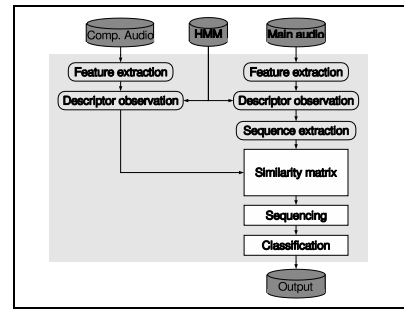 Comp. Audio HMM Main audio
Feature extraction Feature extraction
Descriptor observation Descriptor observation
Sequence extraction
Similarity matrix
Sequencing
Classification
Output